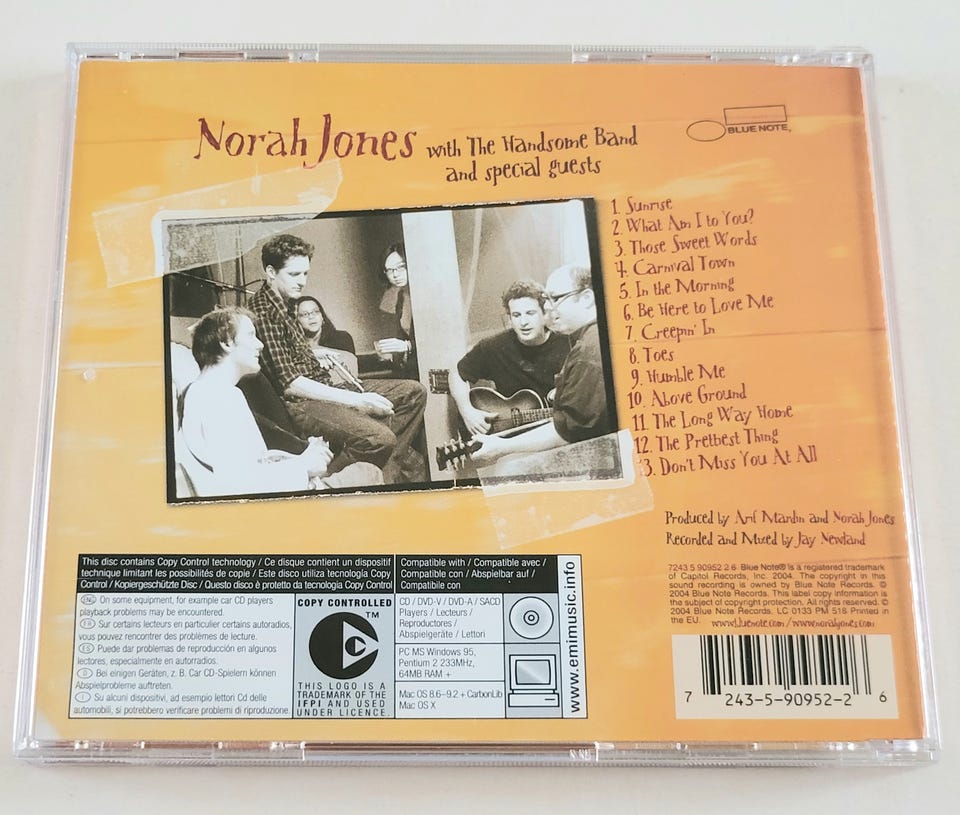 Norah Jones with The Handsome Band
and special guests
BLUE NOTE
1. Sunrise
2. What Am I to You?
3. Those Sweet Words
4. Carnival Town
5. In the Morning
6. Be Here to Love Me
7. Creepin' In
8. Toes
9. Humble Me
10. Above Ground
11. The Long Way Home
12. The Prettiest Thing
13. Don't Miss You At All
Produced by Arif Mardin and Norah Jones
Recorded and Mixed by Jay Newland
7243 5 90952 2 6 Blue Note® is a registered trademark
of Capitol Records, Inc. 2004. The copyright in this
sound recording is owned by Blue Note Records. ©
2004 Blue Note Records. This label copy information is
the subject of copyright protection. All rights reserved. ©
2004 Blue Note Records. LC 0133 PM 518 Printed in
the EU. www.bluenote.com / www.norahjones.com
7 243-5-90952-2 6
This disc contains Copy Control technology / Ce disque contient un dispositif
technique limitant les possibilités de copie / Este disco utiliza tecnología Copy
Control / Kopiergeschützte Disc / Questo disco è protetto da tecnologia Copy Control
EN On some equipment, for example car CD players
playback problems may be encountered.
FR Sur certains lecteurs en particulier certains autoradios,
vous pouvez rencontrer des problèmes de lecture.
ES Puede dar problemas de reproducción en algunos
lectores, especialmente en autorradios.
D Bei einigen Geräten, z. B. Car CD-Spielern können
Abspielprobleme auftreten.
I Su alcuni dispositivi, ad esempio lettori Cd delle
automobili, si potrebbero verificare problemi di riproduzione.
COPY CONTROLLED
TM
THIS LOGO IS A
TRADEMARK OF THE
IFPI AND USED
UNDER LICENCE.
Compatible with / Compatible avec /
Compatible con / Abspielbar auf /
Compatibile con
CD / DVD-V / DVD-A / SACD
Players / Lecteurs /
Reproductores /
Abspielgeräte / Lettori
PC MS Windows 95,
Pentium 2 233MHz,
64MB RAM +
Mac OS 8.6–9.2 + CarbonLib
Mac OS X
www.emimusic.info